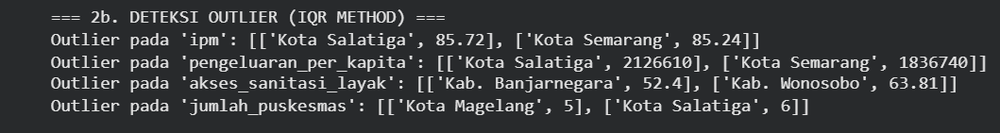 === 2b. DETEKSI OUTLIER (IQR METHOD) ===
Outlier pada 'ipm': [['Kota Salatiga', 85.72], ['Kota Semarang', 85.24]]
Outlier pada 'pengeluaran_per_kapita': [['Kota Salatiga', 2126610], ['Kota Semarang', 1836740]]
Outlier pada 'akses_sanitasi_layak': [['Kab. Banjarnegara', 52.4], ['Kab. Wonosobo', 63.81]]
Outlier pada 'jumlah_puskesmas': [['Kota Magelang', 5], ['Kota Salatiga', 6]]